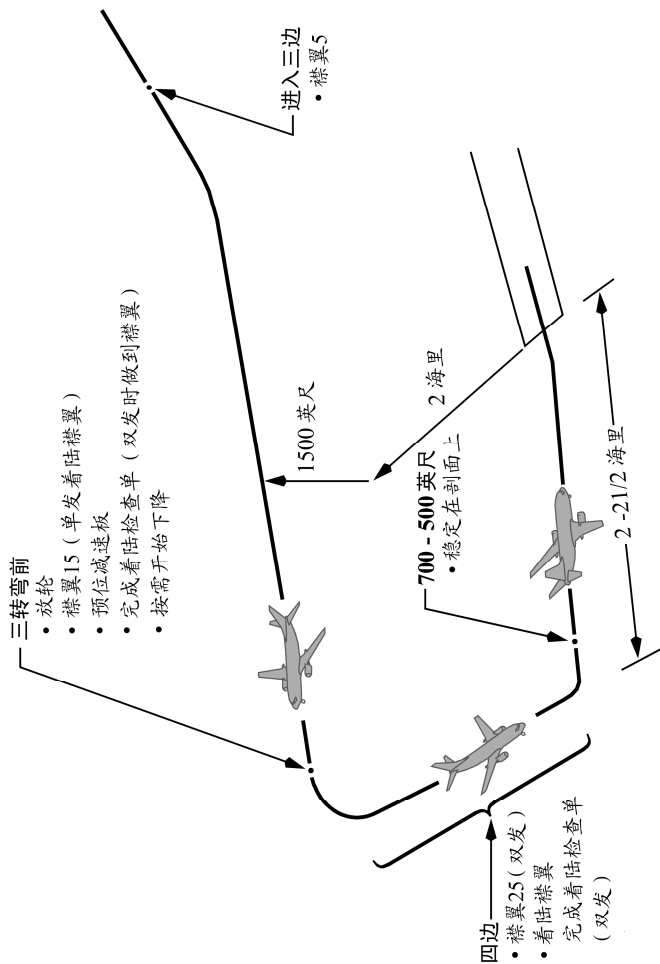 进入三边
• 襟翼5
三转弯前
• 放轮
• 襟翼15（单发着陆襟翼）
• 预位减速板
• 完成着陆检查单（双发时做到襟翼）
• 按需开始下降
1500 英尺
2 海里
700 - 500 英尺
• 稳定在剖面上
2 -21/2 海里
四边
• 襟翼25（双发）
• 着陆襟翼
完成着陆检查单
（双发）